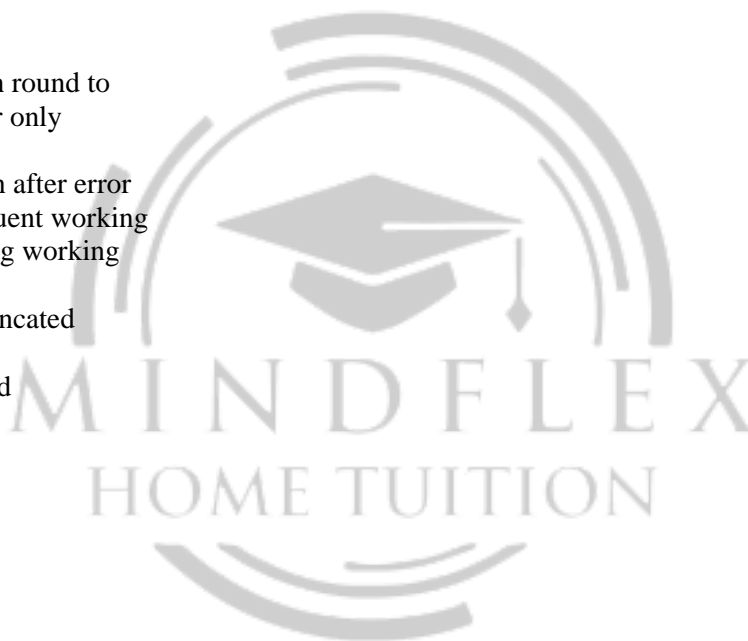 n round to
r only
n after error
uent working
g working
ncated
d
MINDFLEX
HOME TUITION